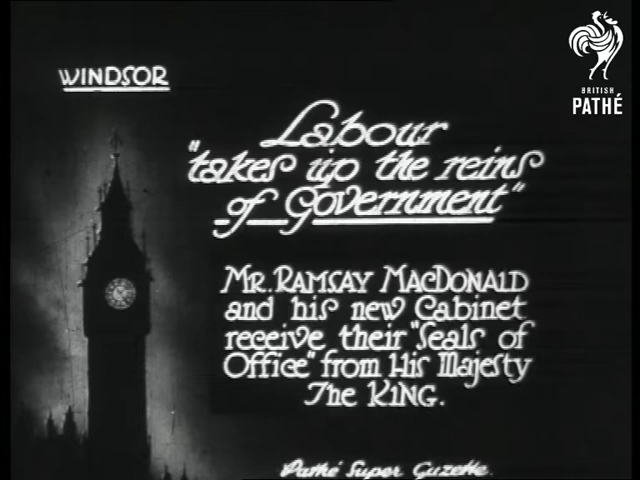 WINDSOR
BRITISH
PATHÉ
Labour
"takes up the reins
of Government"
MR. RAMSAY MACDONALD
and his new Cabinet
receive their "Seals of
Office" from His Majesty
The KING.
Pathé Super Gazette.